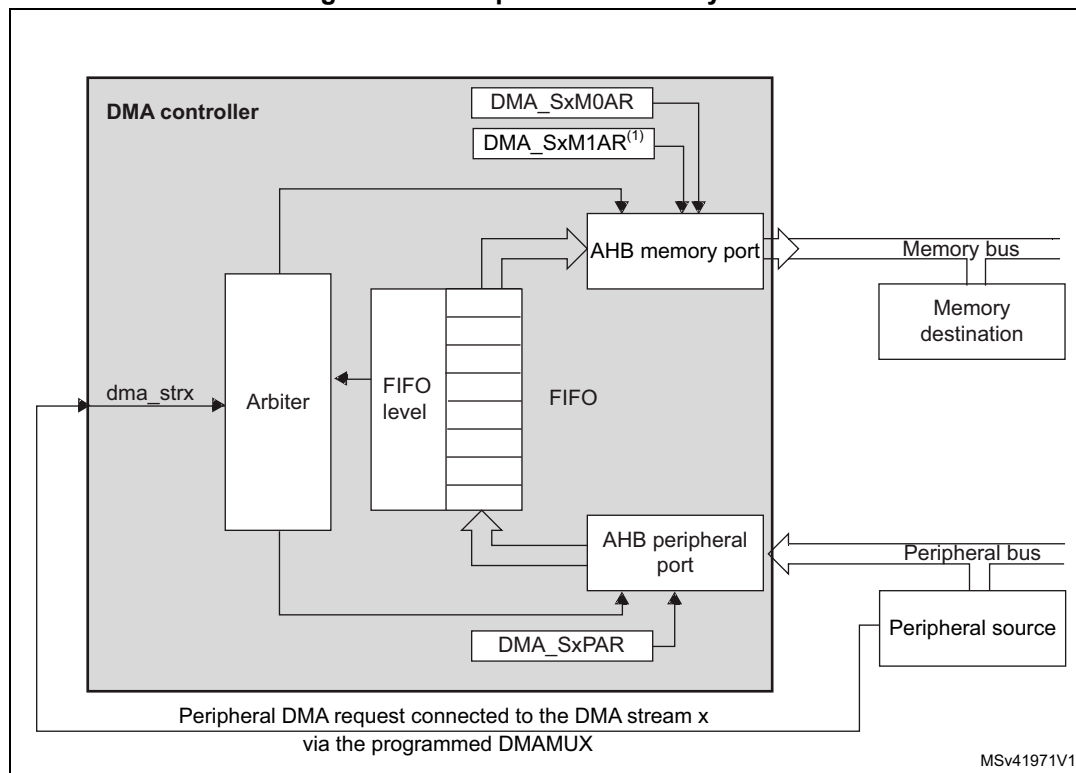 DMA controller
DMA_SxM0AR
DMA_SxM1AR(1)
AHB memory port
Memory bus
Memory
destination
dma_strx
Arbiter
FIFO
level
FIFO
AHB peripheral
port
Peripheral bus
Peripheral source
DMA_SxPAR
Peripheral DMA request connected to the DMA stream x
via the programmed DMAMUX
MSv41971V1